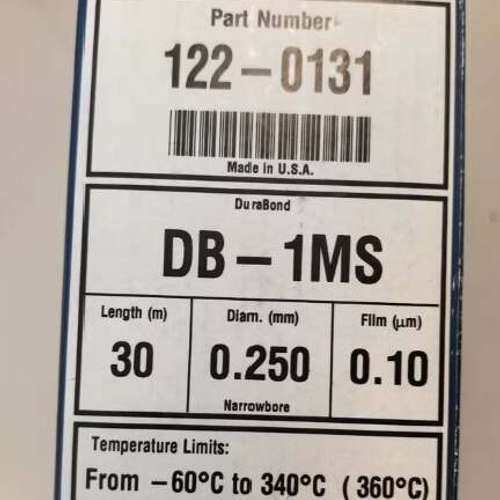 Part Number
122-0131
Made in U.S.A.
DuraBond
DB-1MS
Length (m) Diam. (mm) Film (μm)
30 0.250 0.10
Narrowbore
Temperature Limits:
From -60°C to 340°C (360°C)